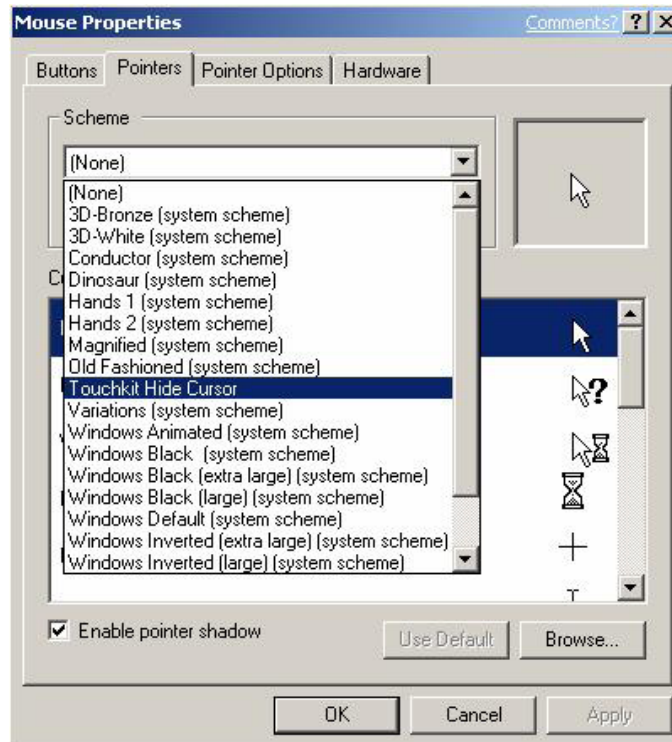 Mouse Properties Comments?
Buttons Pointers Pointer Options Hardware
Scheme
(None)
(None)
3D-Bronze (system scheme)
3D-White (system scheme)
Conductor (system scheme)
Dinosaur (system scheme)
Hands 1 (system scheme)
Hands 2 (system scheme)
Magnified (system scheme)
Old Fashioned (system scheme)
Touchkit Hide Cursor
Variations (system scheme)
Windows Animated (system scheme)
Windows Black (system scheme)
Windows Black (extra large) (system scheme)
Windows Black (large) (system scheme)
Windows Default (system scheme)
Windows Inverted (extra large) (system scheme)
Windows Inverted (large) (system scheme)
Enable pointer shadow
Use Default Browse...
OK Cancel Apply